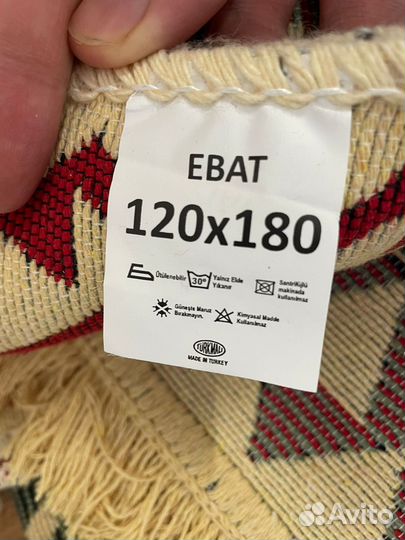 EBAT
120x180
Ütülenebilir 30° Yalnız Elde Yıkanır Santrifüjlü makinada kullanılmaz
Güneşte Maruz Bırakmayın. Kimyasal Madde Kullanılmaz
TURKMALI
MADE IN TURKEY
Avito